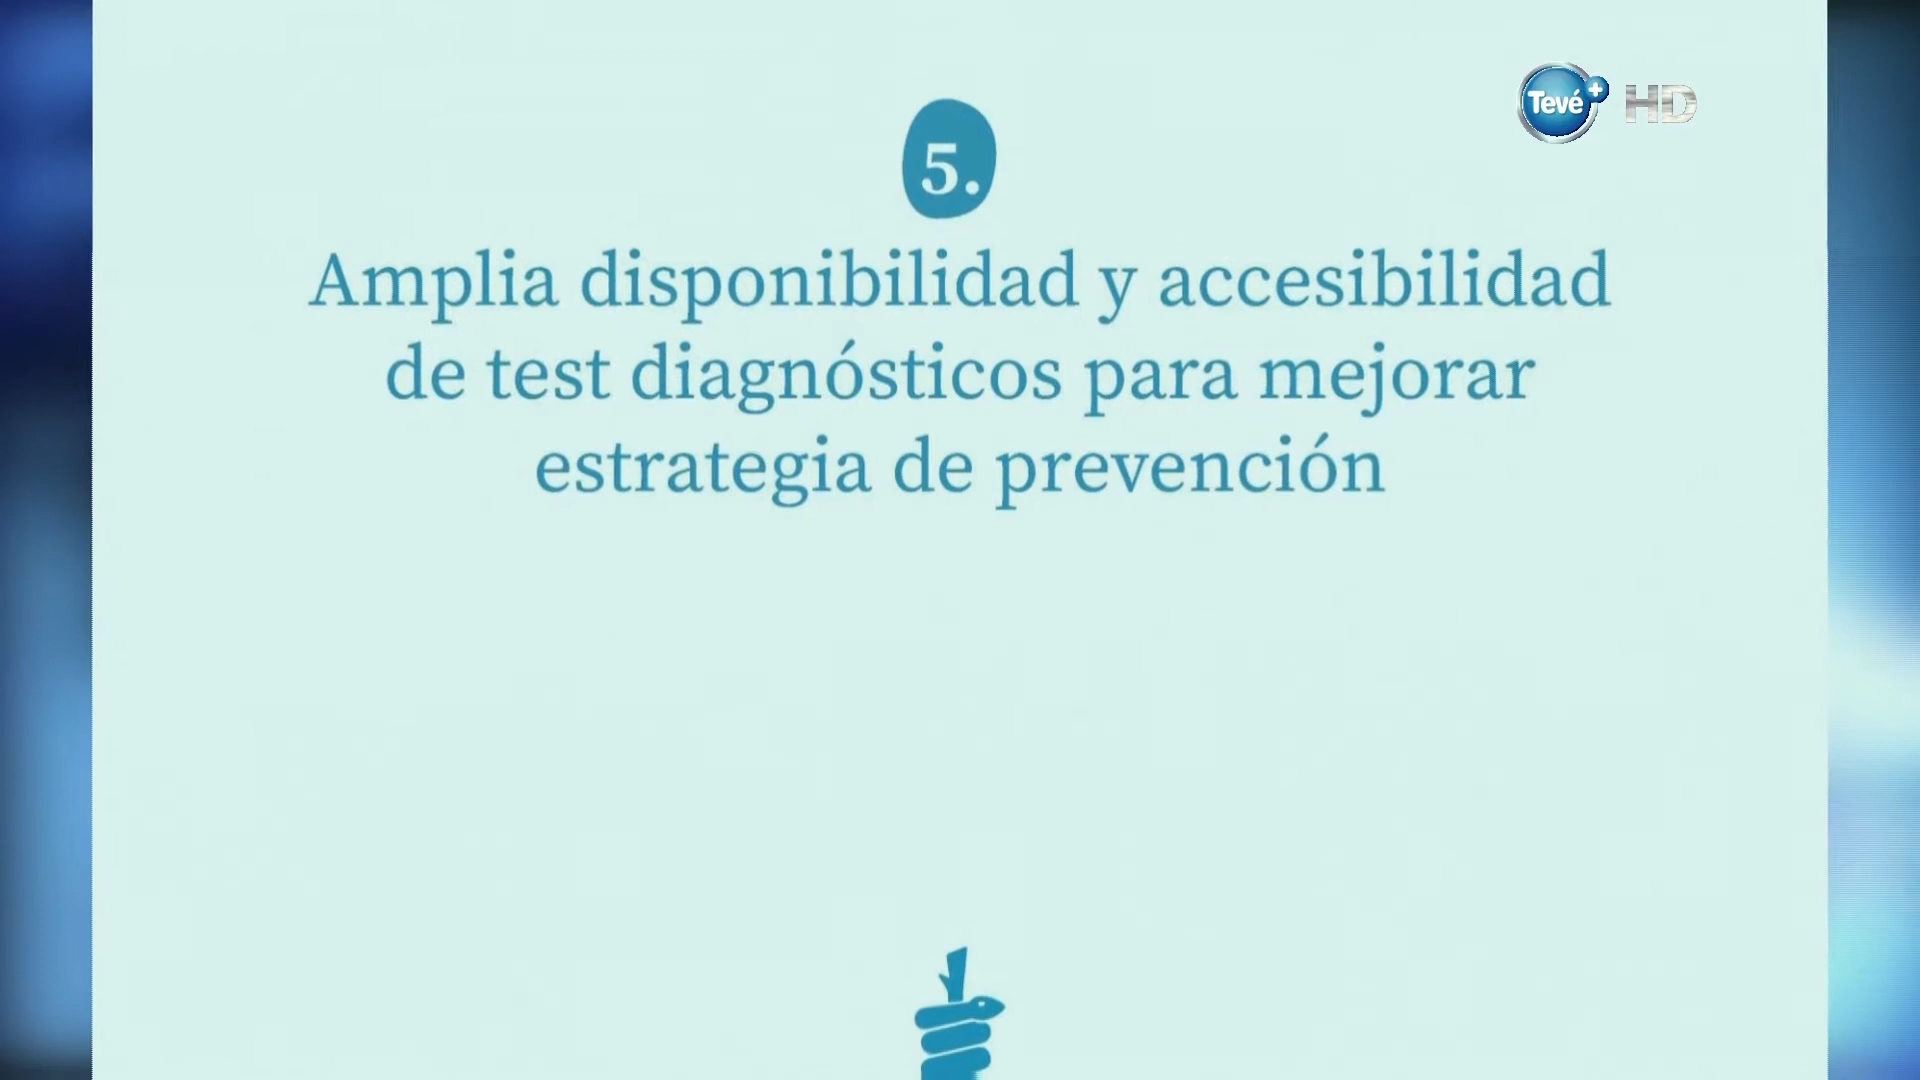 Tevé+ HD
5.
Amplia disponibilidad y accesibilidad
de test diagnósticos para mejorar
estrategia de prevención